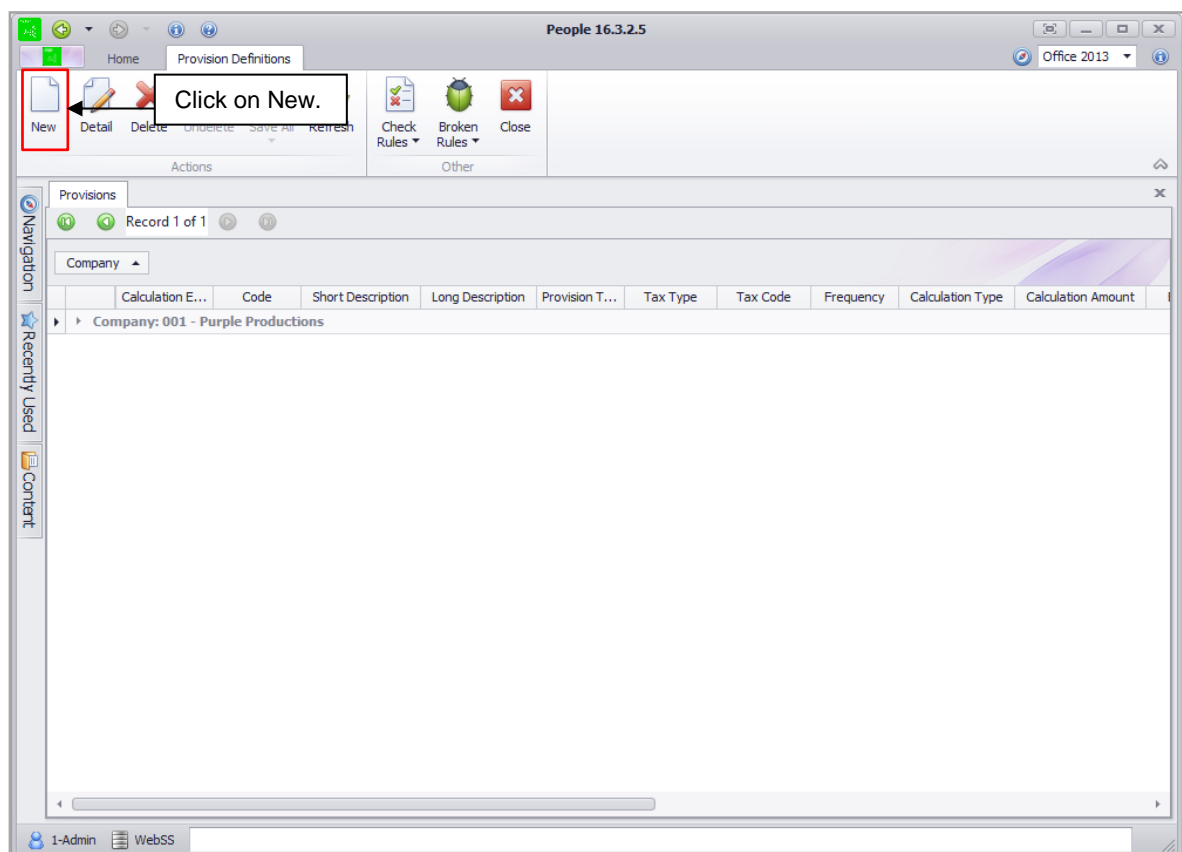 People 16.3.2.5
Home Provision Definitions Office 2013
Click on New.
New Detail Delete Undelete Save All Refresh Check Rules Broken Rules Close
Actions Other
Provisions
Record 1 of 1
Company
Calculation E... Code Short Description Long Description Provision T... Tax Type Tax Code Frequency Calculation Type Calculation Amount
Company: 001 - Purple Productions
Navigation
Recently Used
Content
1-Admin WebSS